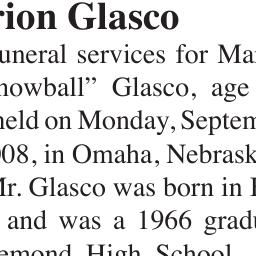 rion Glasco
uneral services for Mar
nowball” Glasco, age
held on Monday, Septem
008, in Omaha, Nebrask
Mr. Glasco was born in
and was a 1966 gradu
emond High School